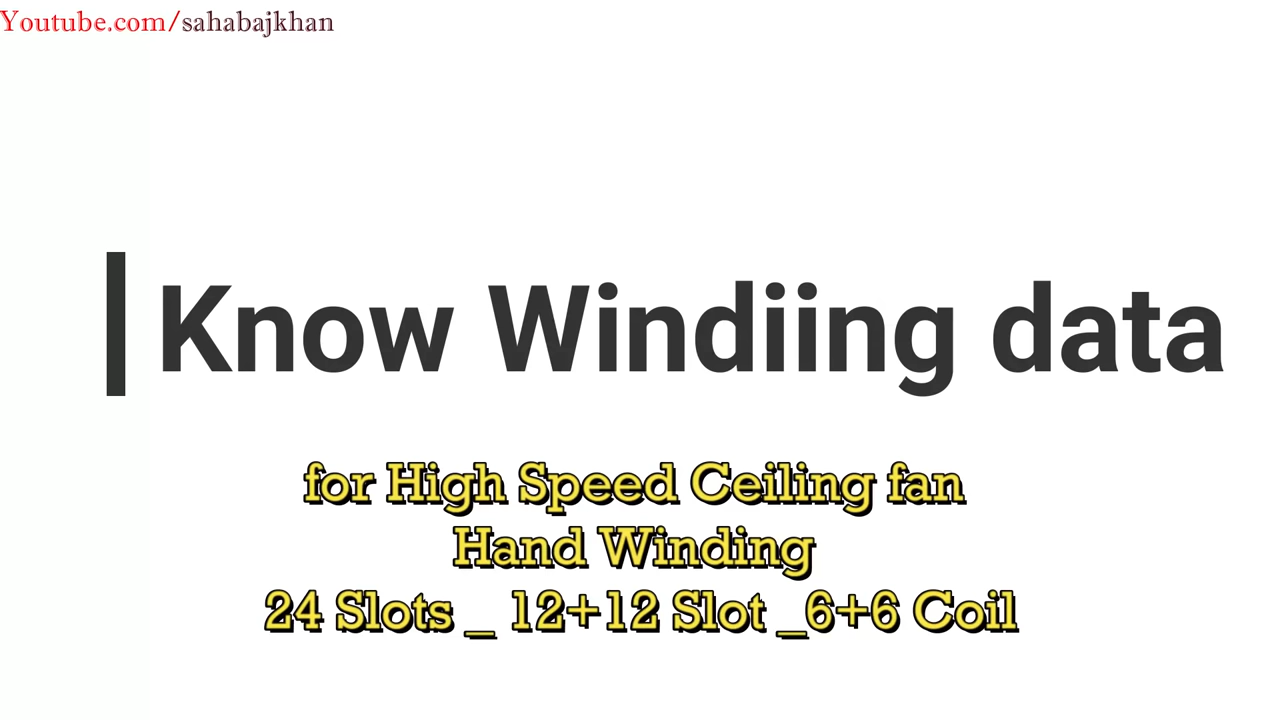 Youtube.com/sahabajkhan
Know Windiing data
for High Speed Ceiling fan
Hand Winding
24 Slots _ 12+12 Slot _6+6 Coil